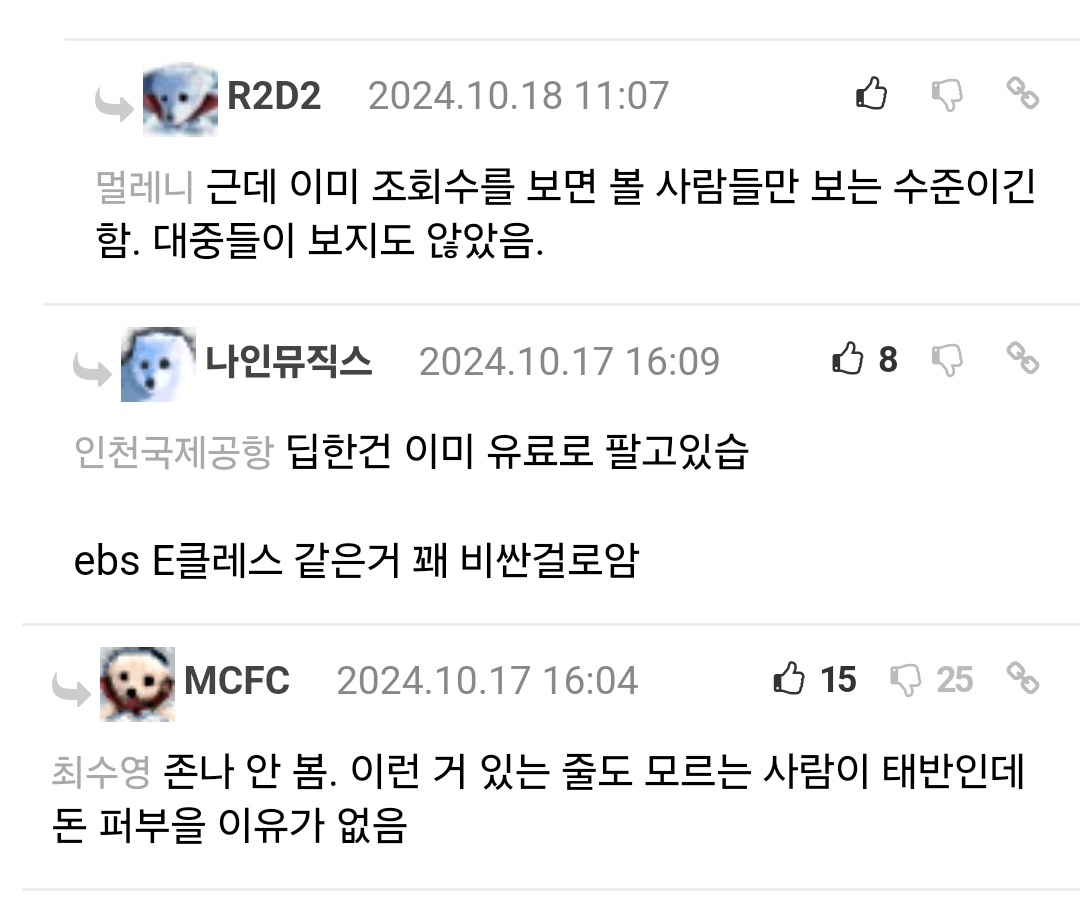 R2D2 2024.10.18 11:07
멀레니 근데 이미 조회수를 보면 볼 사람들만 보는 수준이긴
함. 대중들이 보지도 않았음.
나인뮤직스 2024.10.17 16:09 8
인천국제공항 딥한건 이미 유료로 팔고있습
ebs E클레스 같은거 꽤 비싼걸로암
MCFC 2024.10.17 16:04 15 25
최수영 존나 안 봄. 이런 거 있는 줄도 모르는 사람이 태반인데
돈 퍼부을 이유가 없음